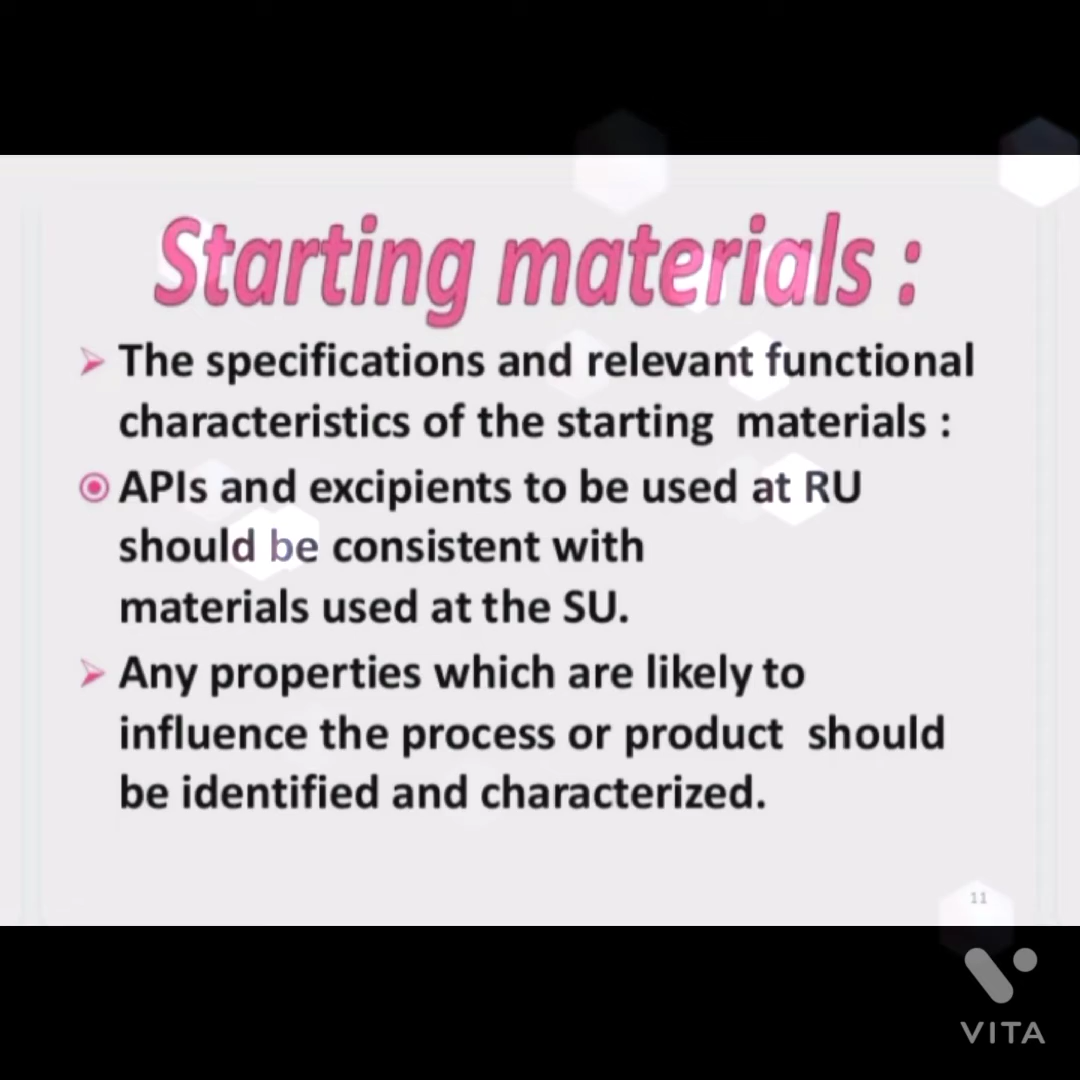 Starting materials :
The specifications and relevant functional
characteristics of the starting materials :
APIs and excipients to be used at RU
should be consistent with
materials used at the SU.
Any properties which are likely to
influence the process or product should
be identified and characterized.
11
VITA